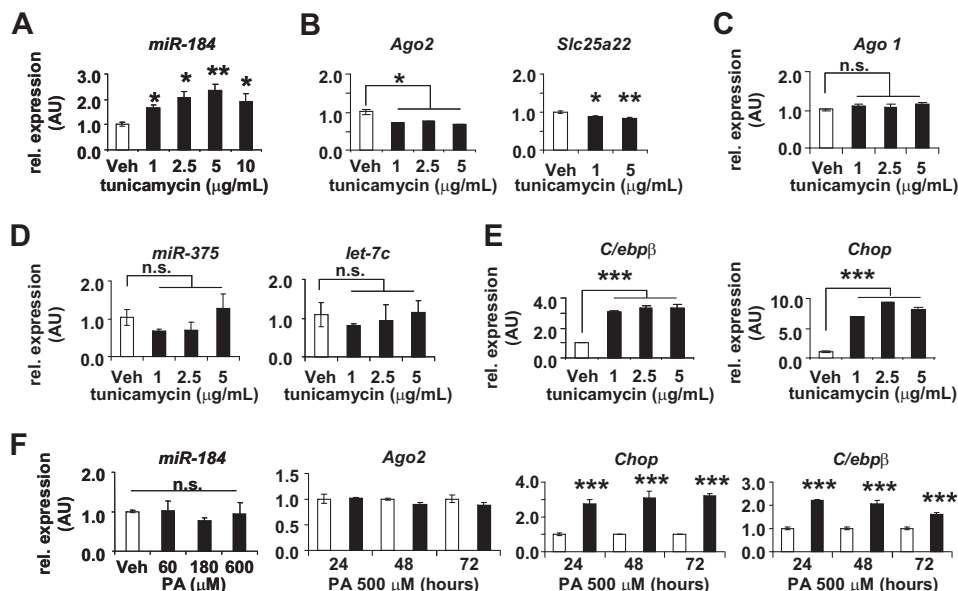 A
miR-184
rel. expression
(AU)
3.0
2.0
1.0
0.0
*
*
**
*
Veh 1 2.5 5 10
tunicamycin (μg/mL)
B
Ago2
2.0
1.0
0.0
*
Veh 1 2.5 5
tunicamycin (μg/mL)
Slc25a22
2.0
1.0
0.0
*
**
Veh 1 5
tunicamycin (μg/mL)
C
Ago 1
rel. expression
(AU)
2.0
1.0
0.0
n.s.
Veh 1 2.5 5
tunicamycin (μg/mL)
D
miR-375
rel. expression
(AU)
2.0
1.0
0.0
n.s.
Veh 1 2.5 5
tunicamycin (μg/mL)
let-7c
2.0
1.0
0.0
n.s.
Veh 1 2.5 5
tunicamycin (μg/mL)
E
C/ebpβ
rel. expression
(AU)
4.0
2.0
0.0
***
Veh 1 2.5 5
tunicamycin (μg/mL)
Chop
rel. expression
(AU)
10.0
5.0
0.0
***
Veh 1 2.5 5
tunicamycin (μg/mL)
F
miR-184
rel. expression
(AU)
2.0
1.0
0.0
n.s.
Veh 60 180 600
PA (μM)
Ago2
1.5
1.0
0.5
0.0
24 48 72
PA 500 μM (hours)
Chop
4.0
3.0
2.0
1.0
0.0
***
***
***
24 48 72
PA 500 μM (hours)
C/ebpβ
3.0
2.0
1.0
0.0
***
***
***
24 48 72
PA 500 μM (hours)